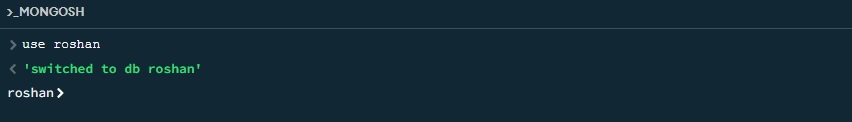 >_MONGOSH
> use roshan
< 'switched to db roshan'
roshan>